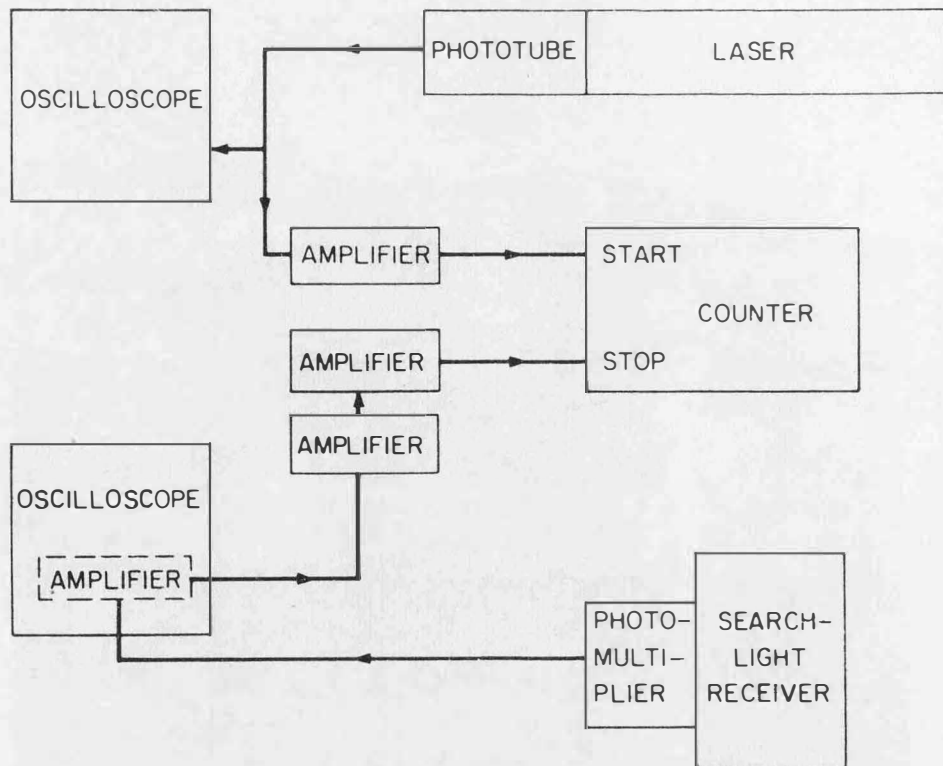 PHOTOTUBE
LASER
OSCILLOSCOPE
AMPLIFIER
START
COUNTER
AMPLIFIER
STOP
AMPLIFIER
OSCILLOSCOPE
AMPLIFIER
PHOTO-
MULTI-
PLIER
SEARCH-
LIGHT
RECEIVER